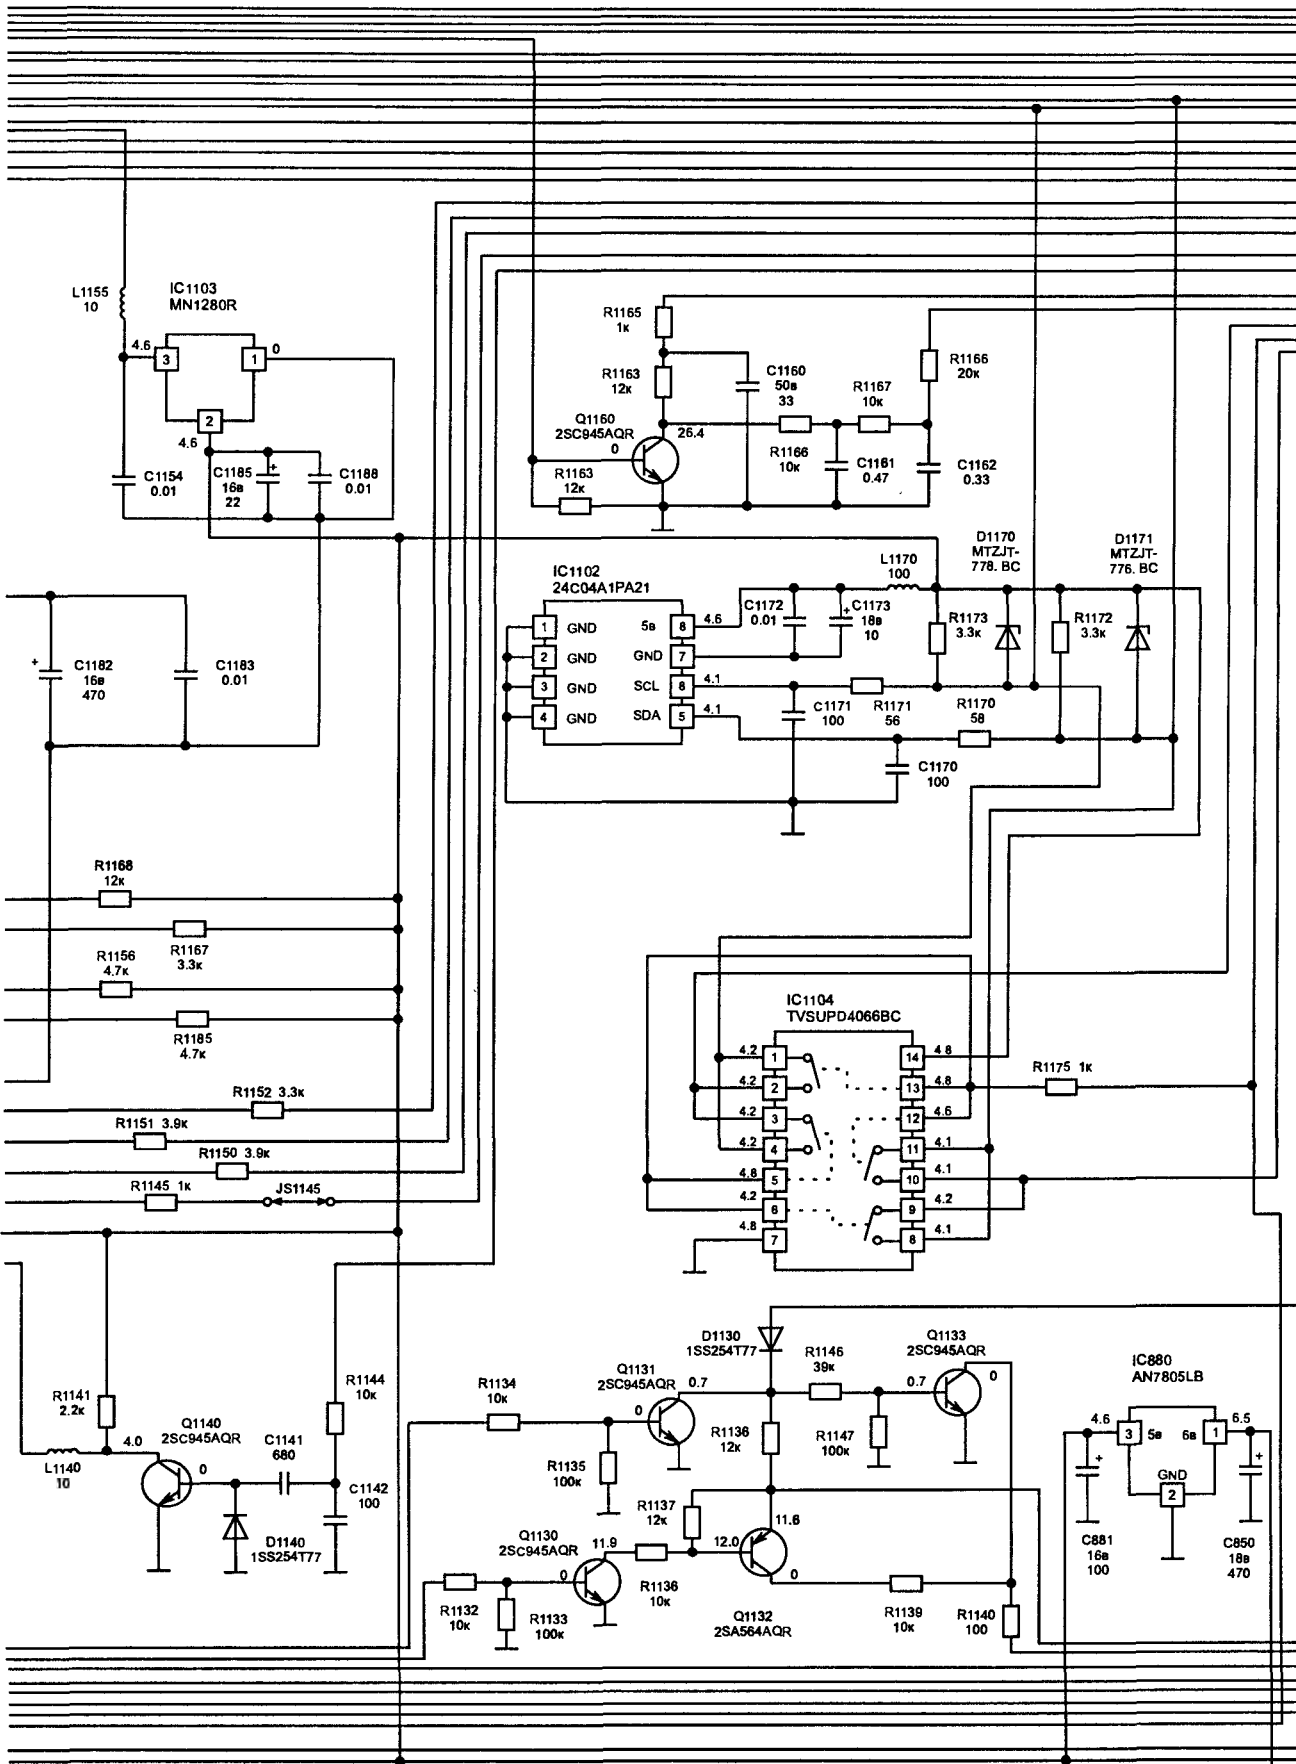 L1155
10
IC1103
MN1280R
4.6
3
1
0
2
4.6
C1154
0.01
C1185
16в
22
+
C1188
0.01
R1165
1к
R1163
12к
C1160
50в
33
R1167
10к
R1166
20к
Q1160
2SC945AQR
0
26.4
R1163
12к
R1166
10к
C1161
0.47
C1162
0.33
IC1102
24C04A1PA21
1
GND
2
GND
3
GND
4
GND
5в
8
4.6
GND
7
SCL
6
4.1
SDA
5
4.1
C1172
0.01
+
C1173
18в
10
L1170
100
D1170
MTZJT-
778. BC
D1171
MTZJT-
776. BC
R1173
3.3к
R1172
3.3к
C1171
100
R1171
56
R1170
58
C1170
100
+
C1182
16в
470
C1183
0.01
R1168
12к
R1167
3.3к
R1156
4.7к
R1185
4.7к
R1152 3.3к
R1151 3.9к
R1150 3.9к
R1145 1к
JS1145
IC1104
TVSUPD4066BC
4.2
1
14
4 8
4.2
2
13
4.8
4.2
3
12
4.6
4.2
4
11
4.1
4.8
5
10
4.1
4.2
6
9
4.2
4.8
7
8
4.1
R1175 1к
R1141
2.2к
L1140
10
4.0
Q1140
2SC945AQR
0
C1141
680
R1144
10к
C1142
100
D1140
1SS254T77
R1134
10к
Q1131
2SC945AQR
0
0.7
R1135
100к
D1130
1SS254T77
R1146
39к
Q1133
2SC945AQR
0.7
0
R1136
12к
R1147
100к
R1137
12к
Q1130
2SC945AQR
0
11.9
12.0
11.6
0
R1132
10к
R1133
100к
R1136
10к
Q1132
2SA564AQR
R1139
10к
R1140
100
IC880
AN7805LB
4.6
3
5в
6в
1
6.5
GND
2
+
C881
16в
100
+
C850
18в
470